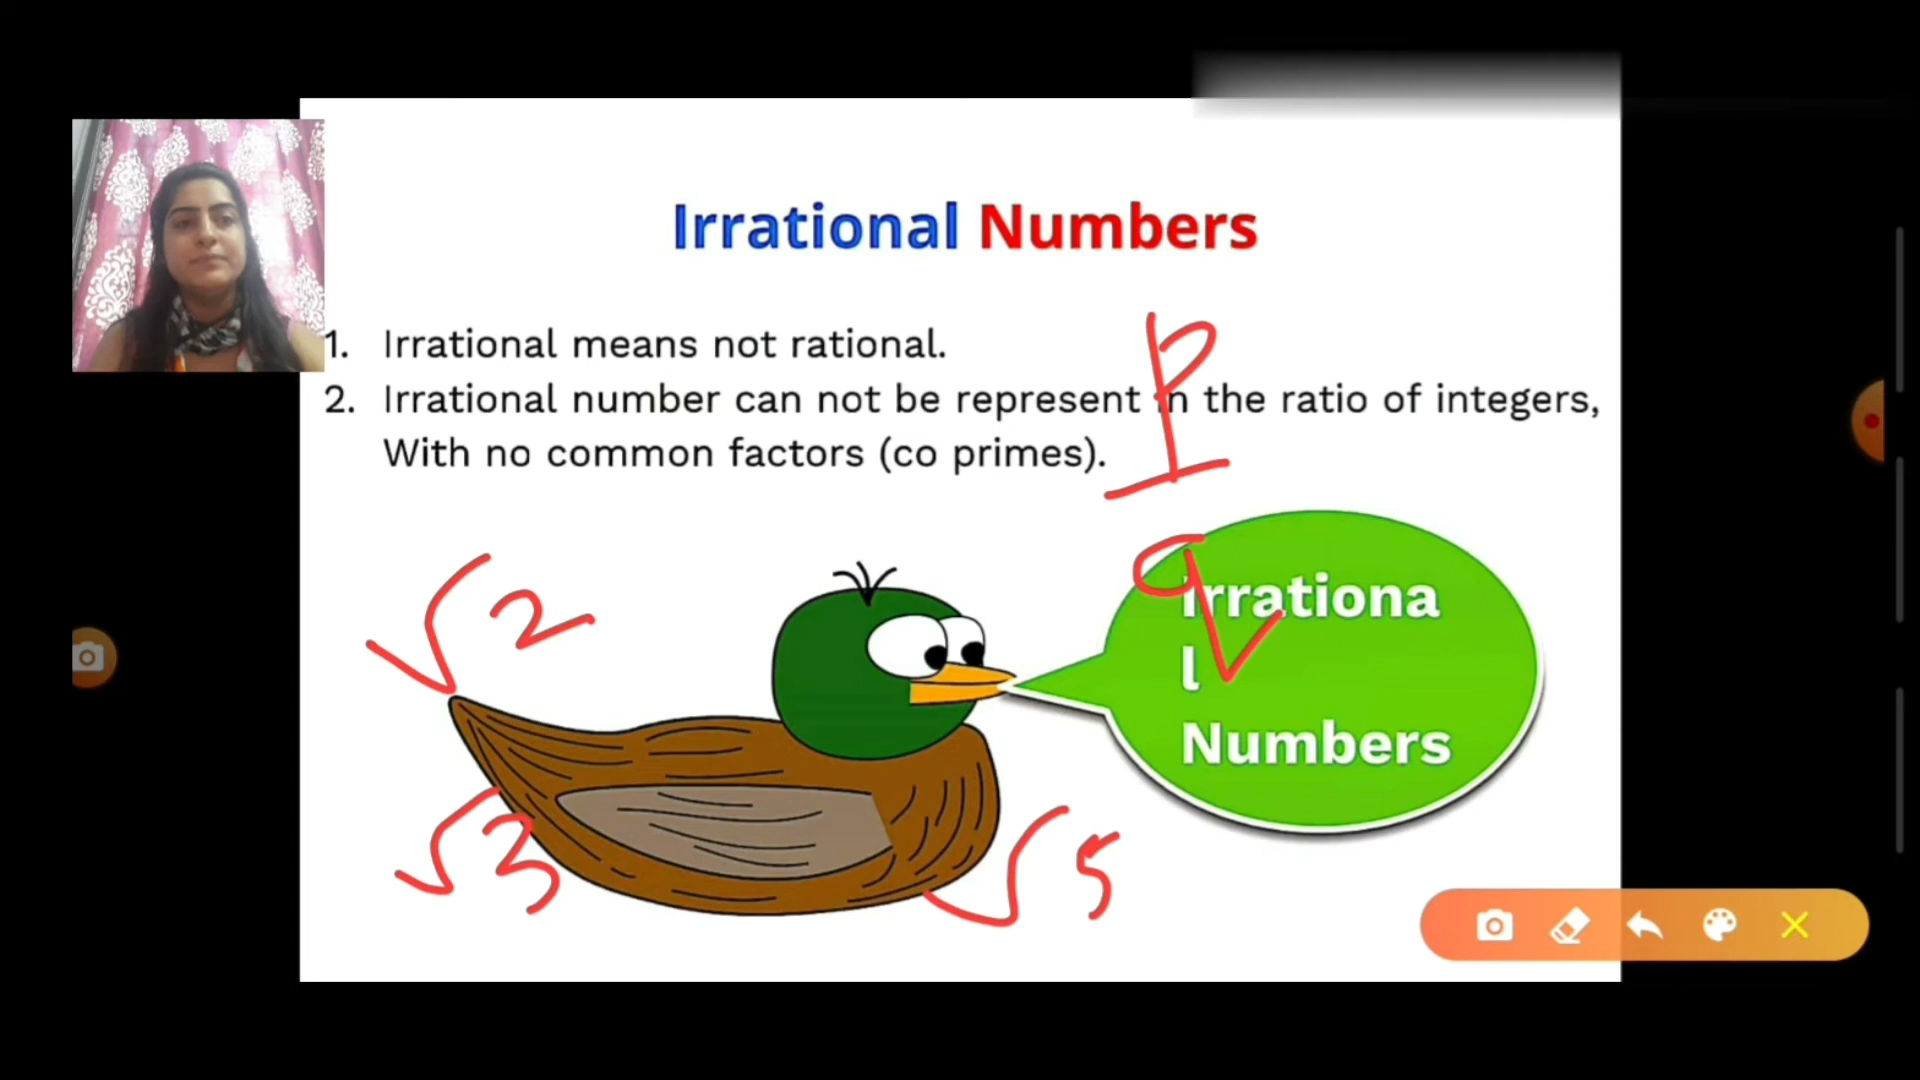 Irrational Numbers
1. Irrational means not rational.
2. Irrational number can not be represent in the ratio of integers,
With no common factors (co primes).
p
q
√2
Irrationa
l
Numbers
√3
√5